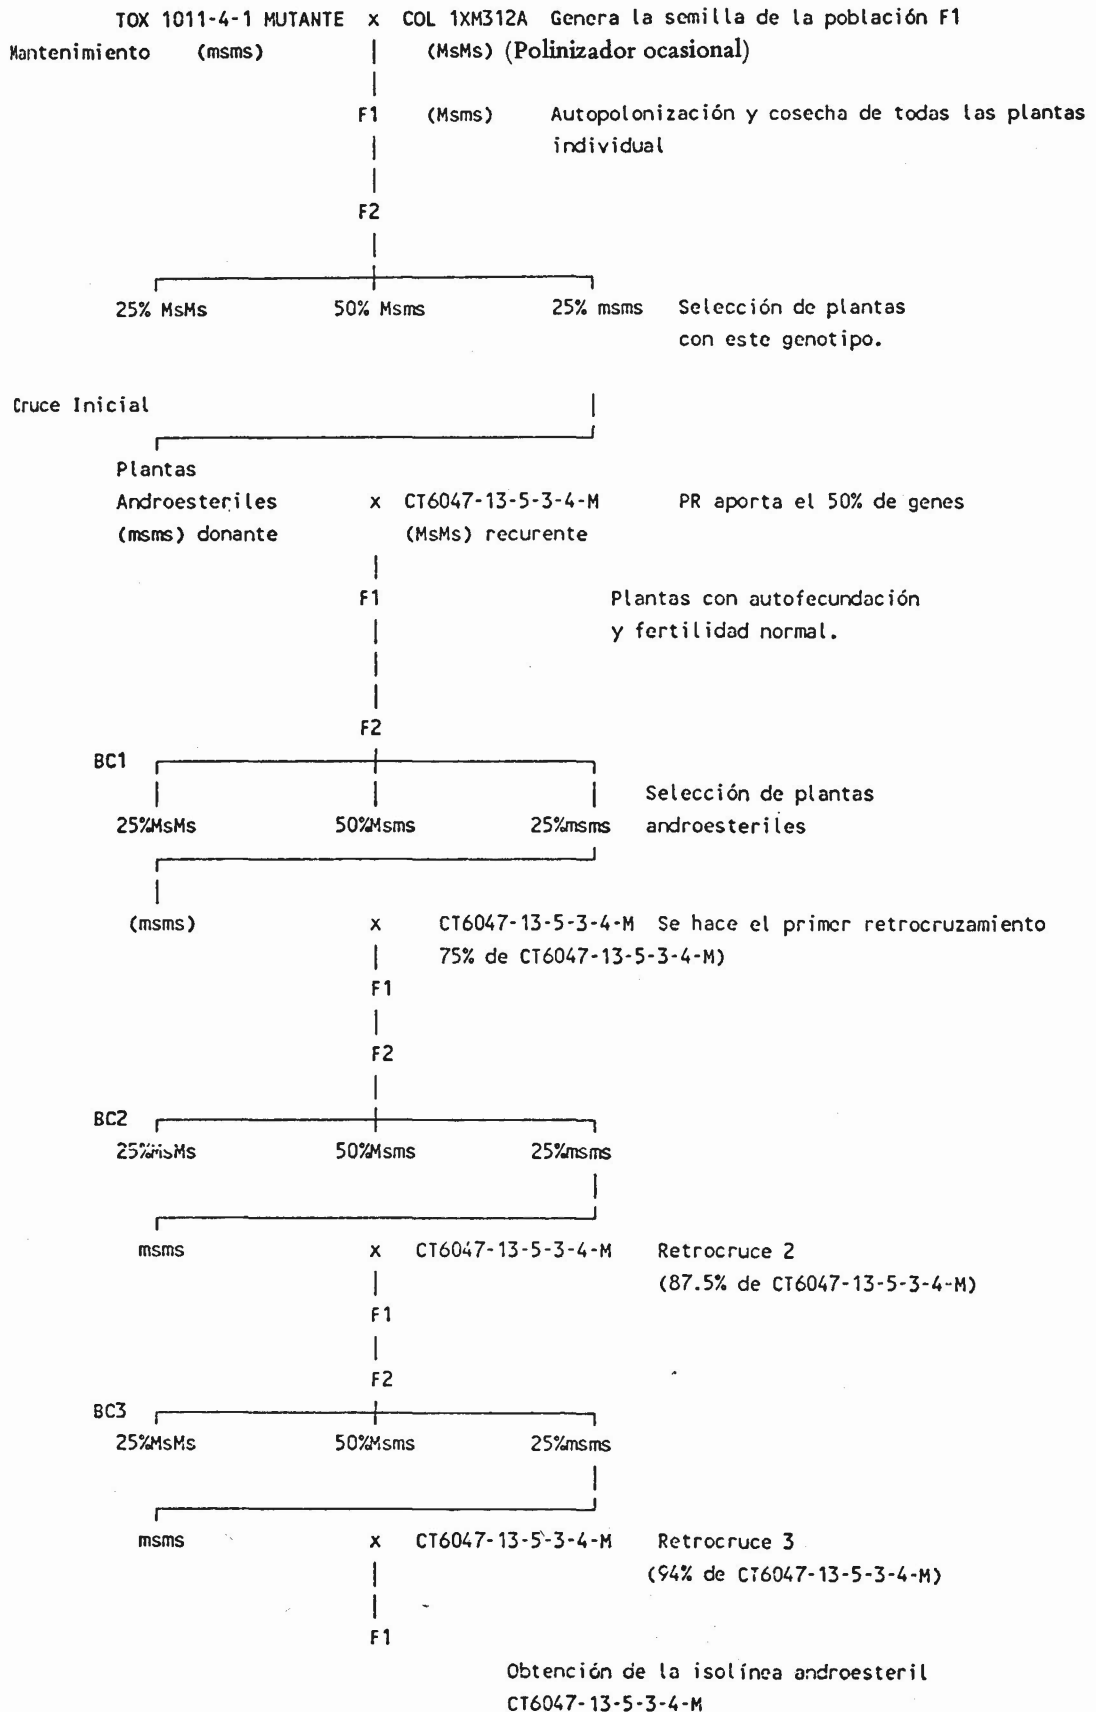 TOX 1011-4-1 MUTANTE x COL 1XM312A Genera la semilla de la población F1
Mantenimiento (msms) (MsMs) (Polinizador ocasional)
F1 (Msms) Autopolonización y cosecha de todas las plantas
individual
F2
25% MsMs 50% Msms 25% msms Selección de plantas
con este genotipo.
Cruce Inicial
Plantas
Androesteriles x CT6047-13-5-3-4-M PR aporta el 50% de genes
(msms) donante (MsMs) recurente
F1 Plantas con autofecundación
y fertilidad normal.
F2
BC1
Selección de plantas
25%MsMs 50%Msms 25%msms androesteriles
(msms) x CT6047-13-5-3-4-M Se hace el primer retrocruzamiento
75% de CT6047-13-5-3-4-M)
F1
F2
BC2
25%MsMs 50%Msms 25%msms
msms x CT6047-13-5-3-4-M Retrocruce 2
(87.5% de CT6047-13-5-3-4-M)
F1
F2
BC3
25%MsMs 50%Msms 25%msms
msms x CT6047-13-5-3-4-M Retrocruce 3
(94% de CT6047-13-5-3-4-M)
F1
Obtención de la isolínea androesteril
CT6047-13-5-3-4-M